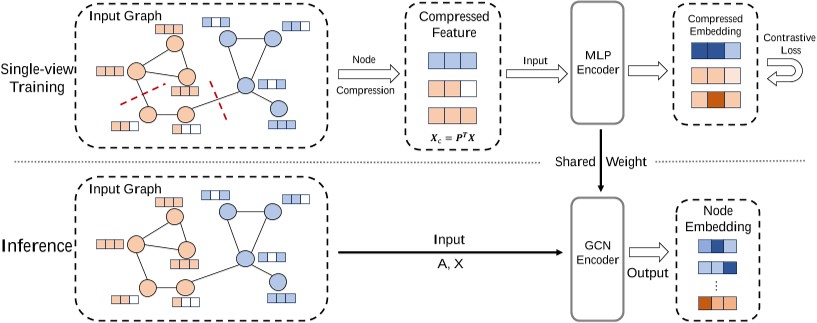 Single-view
Training
Input Graph
Node
Compression
Compressed
Feature
X_c = P^T X
Input
MLP
Encoder
Compressed
Embedding
Contrastive
Loss
Shared Weight
Inference
Input Graph
Input
A, X
GCN
Encoder
Output
Node
Embedding
⋮